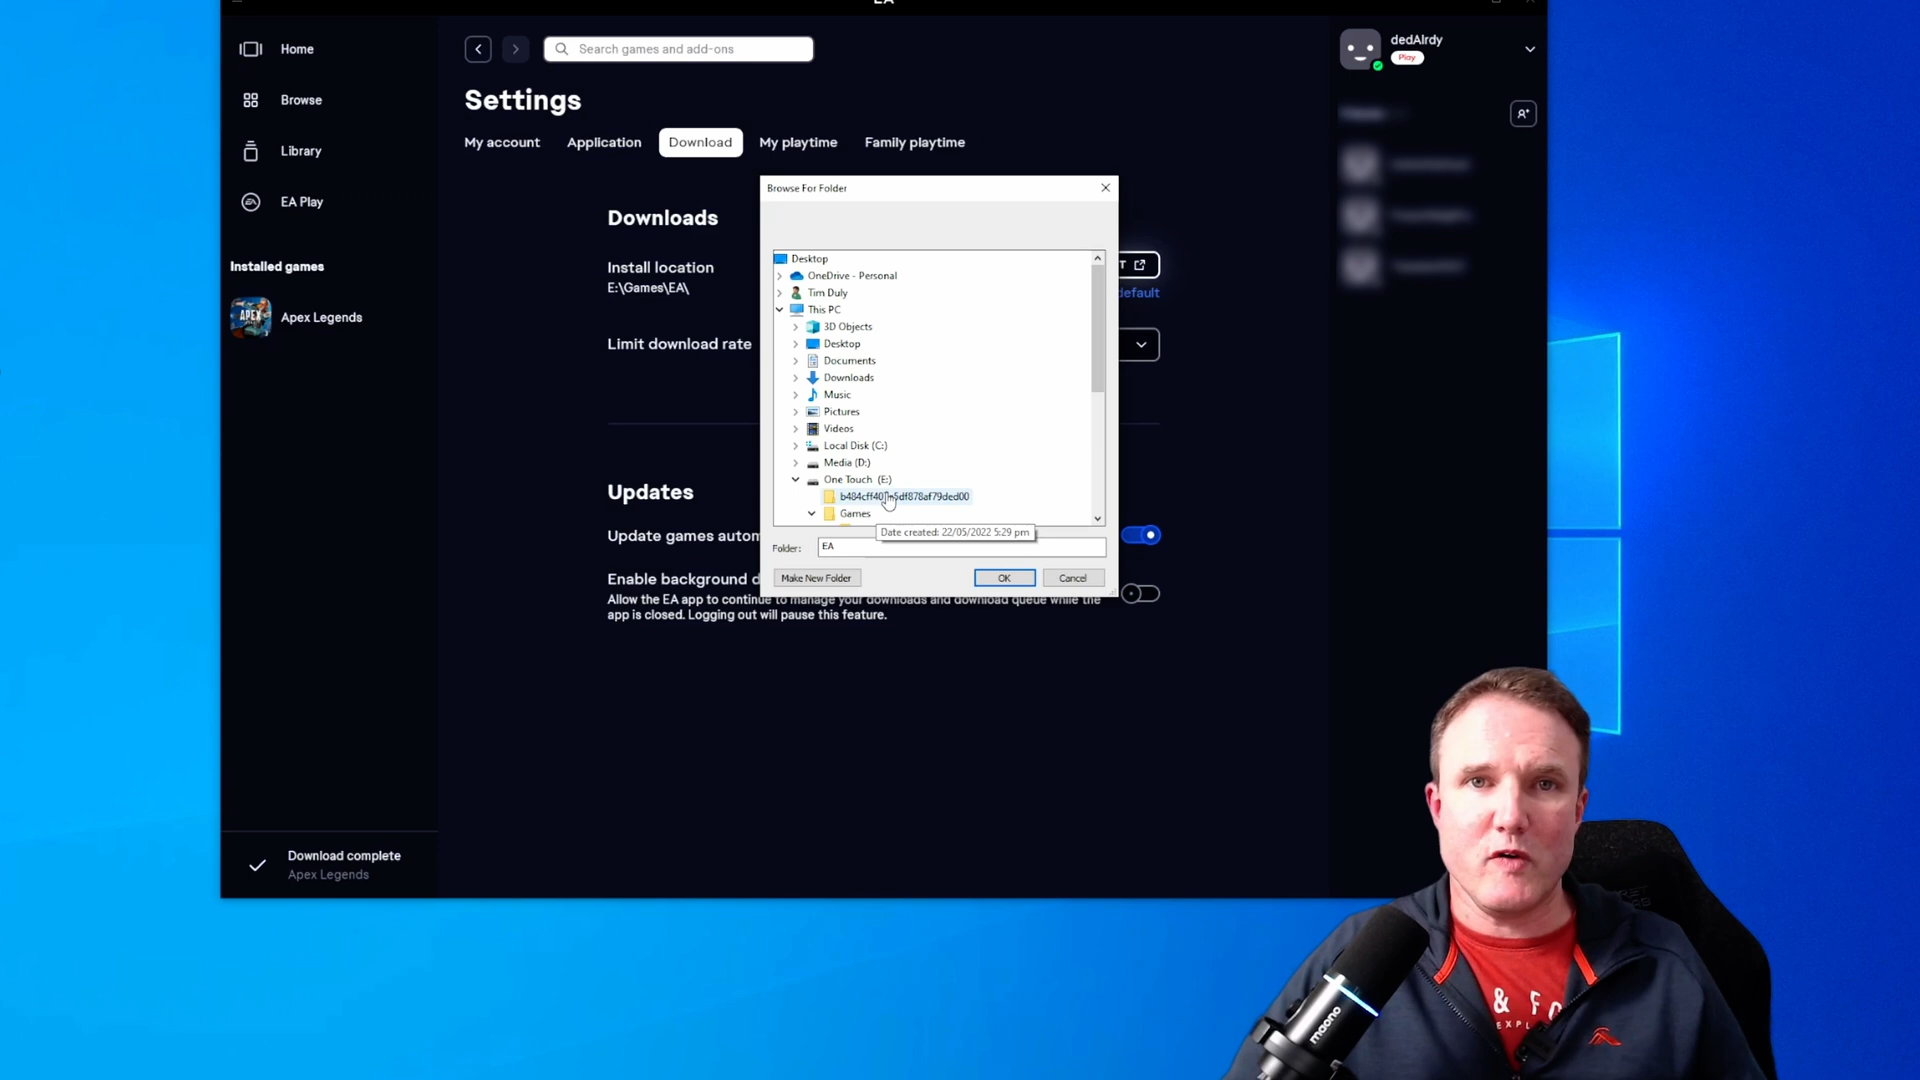 EA
Home
Search games and add-ons
dedAlrdy
Play
Settings
Browse
My account
Application
Download
My playtime
Family playtime
Library
Browse For Folder
EA Play
Downloads
Desktop
Installed games
Install location
E:\Games\EA\
OneDrive - Personal
T
default
Tim Duly
This PC
Apex Legends
APEX
3D Objects
Limit download rate
Desktop
Documents
Downloads
Music
Pictures
Videos
Local Disk (C:)
Media (D:)
One Touch (E:)
Updates
Games
Update games autom
Date created: 22/05/2022 5:29 pm
Folder:
EA
Enable background d
Make New Folder
OK
Cancel
Allow the EA app to continue to manage your downloads and download queue while the
app is closed. Logging out will pause this feature.
Download complete
Apex Legends
& FO
EXPL
maono